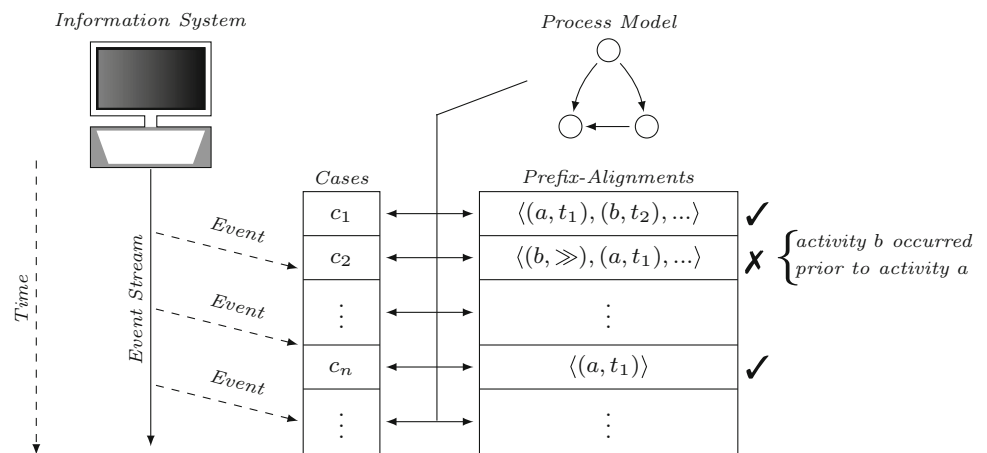 Information System
Process Model
Cases
Prefix-Alignments
c1
⟨(a, t1), (b, t2), ...⟩
✓
Event
c2
⟨(b, ≫), (a, t1), ...⟩
✗
activity b occurred
prior to activity a
Time
Event Stream
Event
⋮
⋮
cn
⟨(a, t1)⟩
✓
Event
⋮
⋮